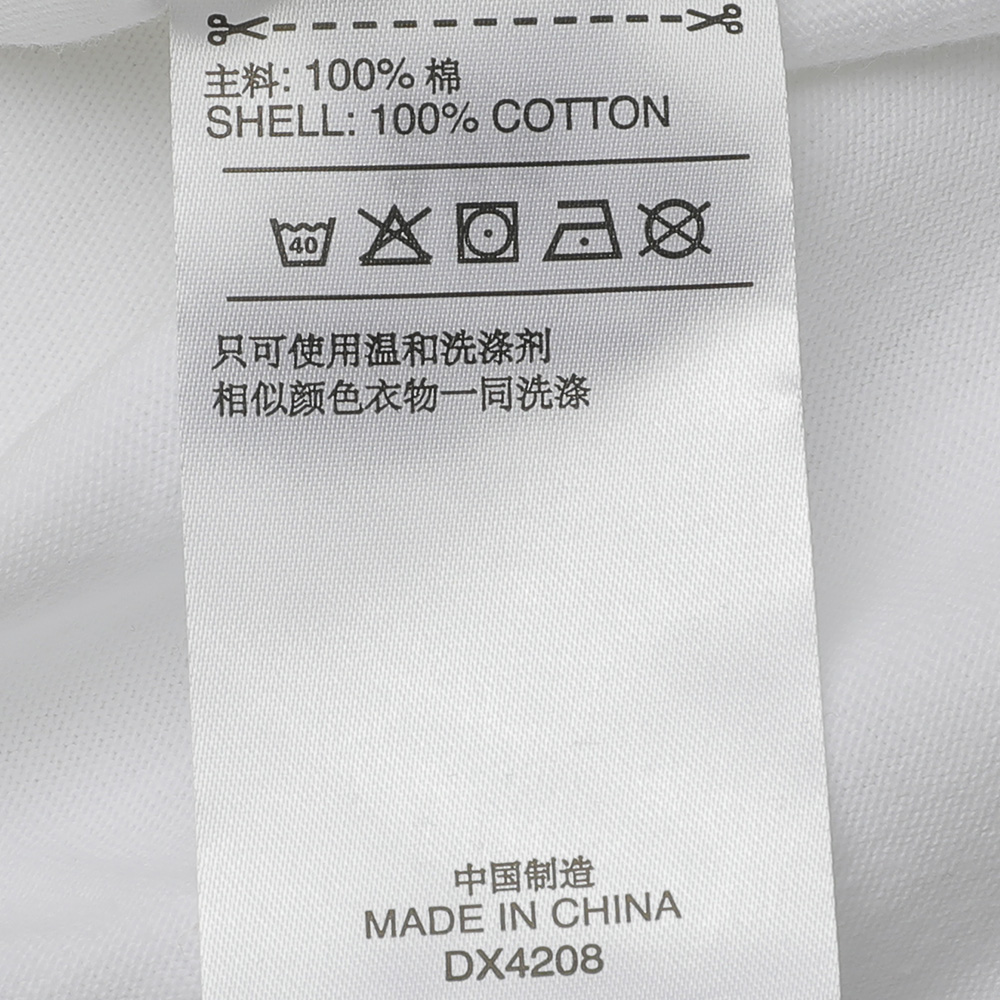 主料: 100% 棉
SHELL: 100% COTTON
40
只可使用温和洗涤剂
相似颜色衣物一同洗涤
中国制造
MADE IN CHINA
DX4208